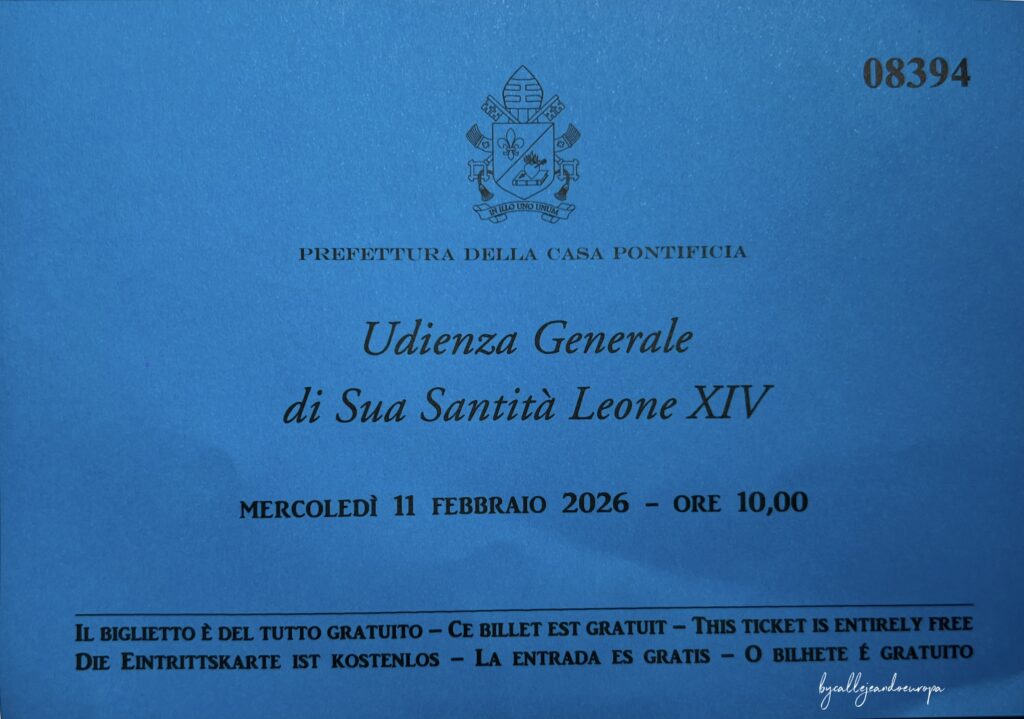 08394
IN ILLO UNO UNUM
PREFETTURA DELLA CASA PONTIFICIA
Udienza Generale
di Sua Santità Leone XIV
MERCOLEDÌ 11 FEBBRAIO 2026 – ORE 10,00
IL BIGLIETTO È DEL TUTTO GRATUITO – CE BILLET EST GRATUIT – THIS TICKET IS ENTIRELY FREE
DIE EINTRITTSKARTE IST KOSTENLOS – LA ENTRADA ES GRATIS – O BILHETE É GRATUITO
bycallejeandoeuropa